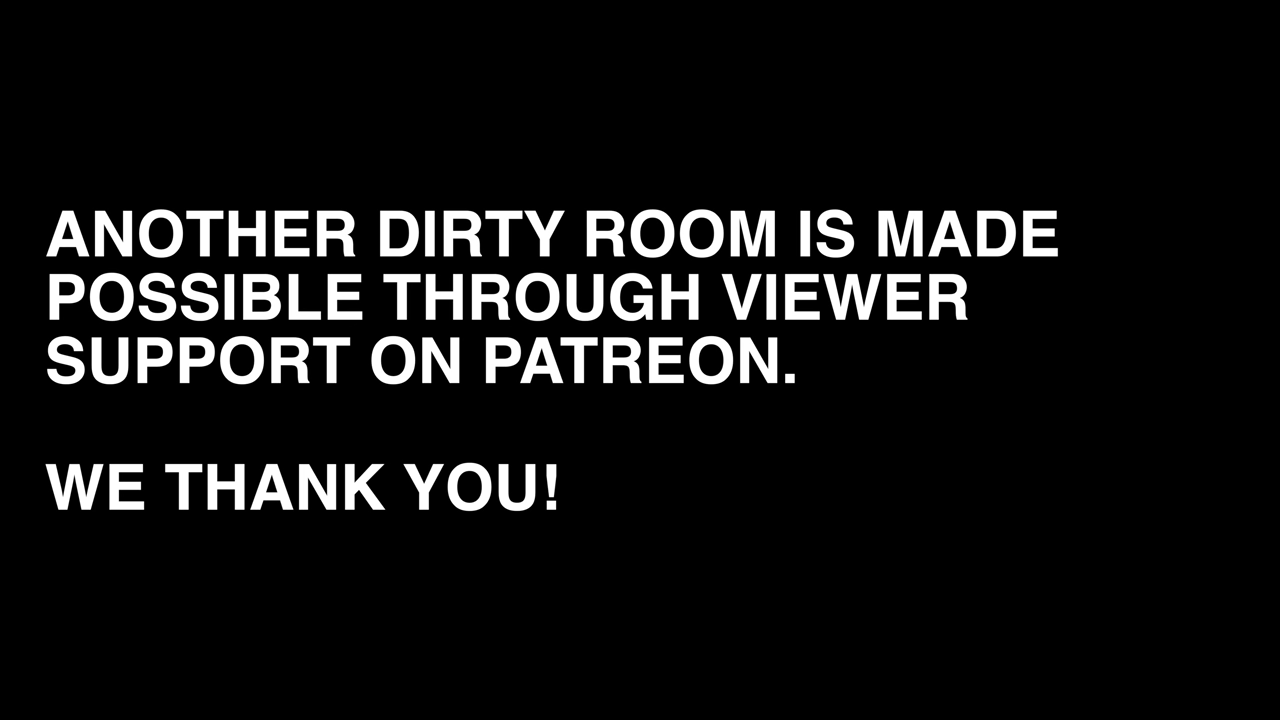 ANOTHER DIRTY ROOM IS MADE
POSSIBLE THROUGH VIEWER
SUPPORT ON PATREON.
WE THANK YOU!